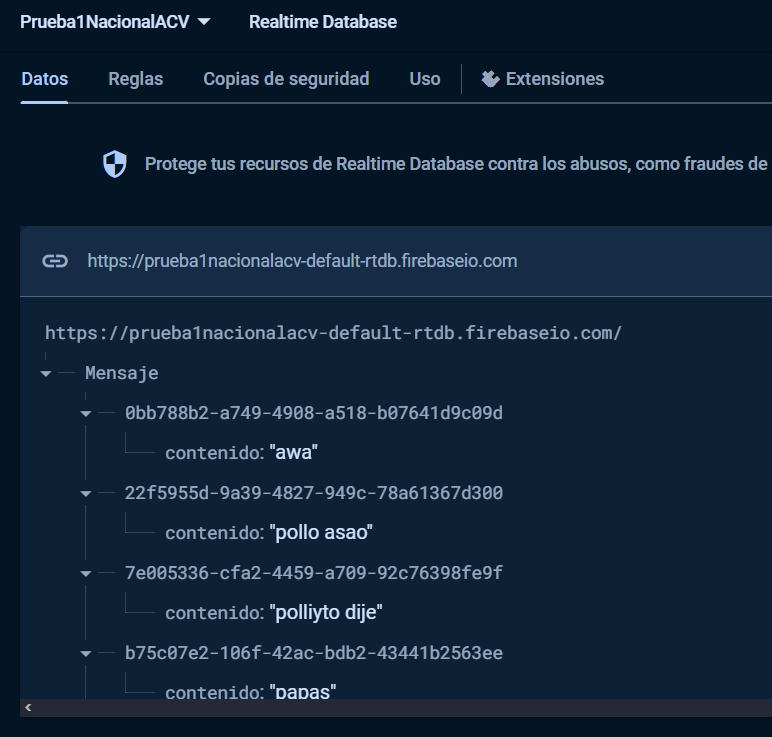 Prueba1NacionalACV Realtime Database
Datos Reglas Copias de seguridad Uso Extensiones
Protege tus recursos de Realtime Database contra los abusos, como fraudes de
https://prueba1nacionalacv-default-rtdb.firebaseio.com
https://prueba1nacionalacv-default-rtdb.firebaseio.com/
Mensaje
0bb788b2-a749-4908-a518-b07641d9c09d
contenido: "awa"
22f5955d-9a39-4827-949c-78a61367d300
contenido: "pollo asao"
7e005336-cfa2-4459-a709-92c76398fe9f
contenido: "polliyto dije"
b75c07e2-106f-42ac-bdb2-43441b2563ee
contenido: "papas"